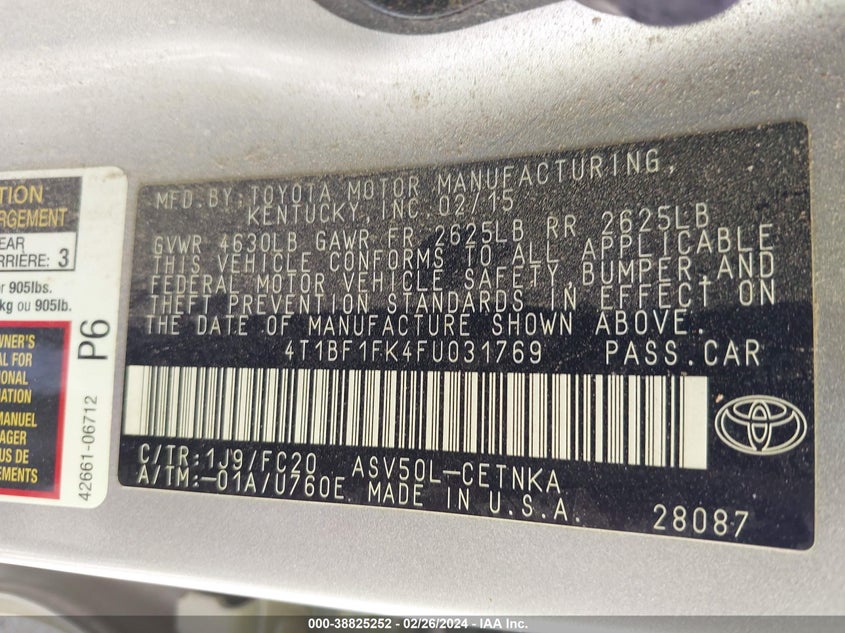 TION
RGEMENT
EAR
RRIÈRE: 3
r 905lbs.
kg ou 905lb.
WNER'S
AL FOR
IONAL
ATION
MANUEL
AGER
US DE
EMENTS
P6
42661-06712
MFD.BY:TOYOTA MOTOR MANUFACTURING,
KENTUCKY,INC 02/15
GVWR 4630LB GAWR FR 2625LB RR 2625LB
THIS VEHICLE CONFORMS TO ALL APPLICABLE
FEDERAL MOTOR VEHICLE SAFETY,BUMPER,AND
THEFT PREVENTION STANDARDS IN EFFECT ON
THE DATE OF MANUFACTURE SHOWN ABOVE.
4T1BF1FK4FU031769 PASS.CAR
C/TR:1J9/FC20 ASV50L-CETNKA
A/TM:-01A/U760E MADE IN U.S.A.
28087
000-38825252 - 02/26/2024 - IAA Inc.